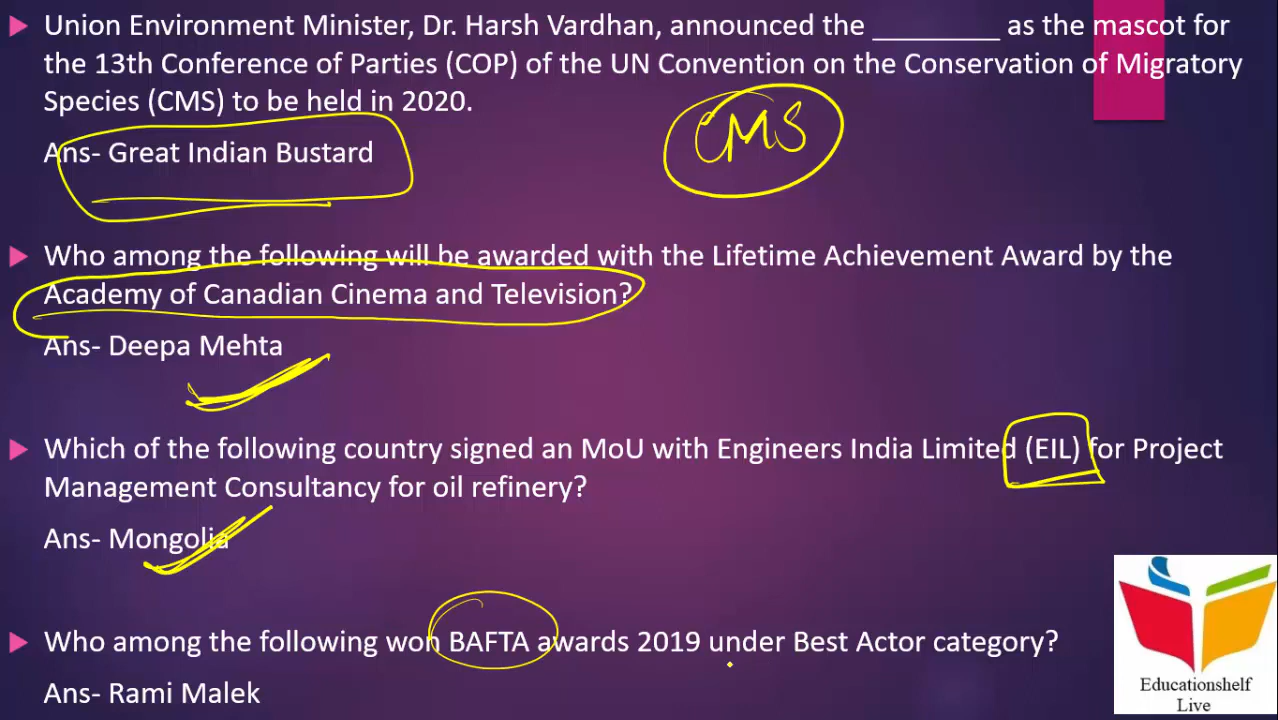 Union Environment Minister, Dr. Harsh Vardhan, announced the _________ as the mascot for
the 13th Conference of Parties (COP) of the UN Convention on the Conservation of Migratory
Species (CMS) to be held in 2020.
CMS
Ans- Great Indian Bustard
Who among the following will be awarded with the Lifetime Achievement Award by the
Academy of Canadian Cinema and Television?
Ans- Deepa Mehta
Which of the following country signed an MoU with Engineers India Limited (EIL) for Project
Management Consultancy for oil refinery?
Ans- Mongolia
Who among the following won BAFTA awards 2019 under Best Actor category?
Ans- Rami Malek
Educationshelf
Live